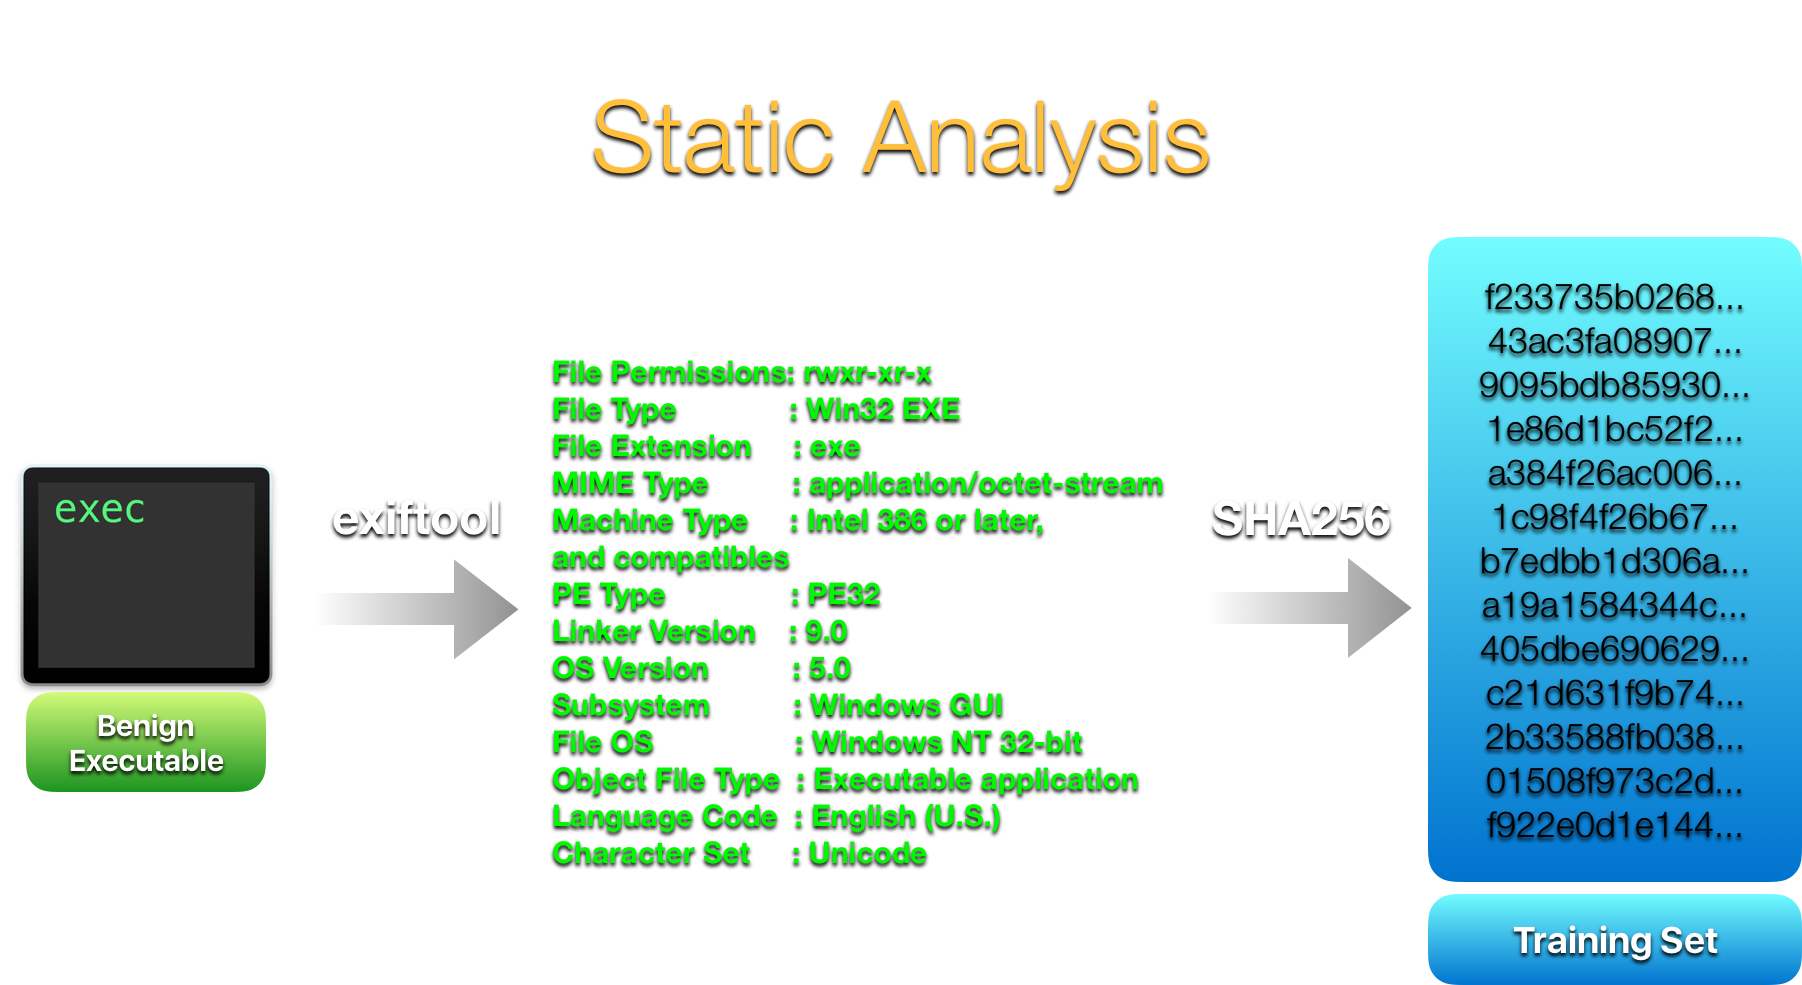 Static Analysis
exec
Benign
Executable
exiftool
File Permissions: rwxr-xr-x
File Type : Win32 EXE
File Extension : exe
MIME Type : application/octet-stream
Machine Type : Intel 386 or later,
and compatibles
PE Type : PE32
Linker Version : 9.0
OS Version : 5.0
Subsystem : Windows GUI
File OS : Windows NT 32-bit
Object File Type : Executable application
Language Code : English (U.S.)
Character Set : Unicode
SHA256
f233735b0268...
43ac3fa08907...
9095bdb85930...
1e86d1bc52f2...
a384f26ac006...
1c98f4f26b67...
b7edbb1d306a...
a19a1584344c...
405dbe690629...
c21d631f9b74...
2b33588fb038...
01508f973c2d...
f922e0d1e144...
Training Set